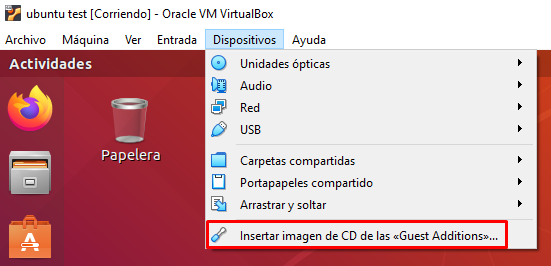 ubuntu test [Corriendo] - Oracle VM VirtualBox
Archivo Máquina Ver Entrada Dispositivos Ayuda
Actividades
Unidades ópticas
Audio
Red
USB
Papelera
Carpetas compartidas
Portapapeles compartido
Arrastrar y soltar
Insertar imagen de CD de las «Guest Additions»...